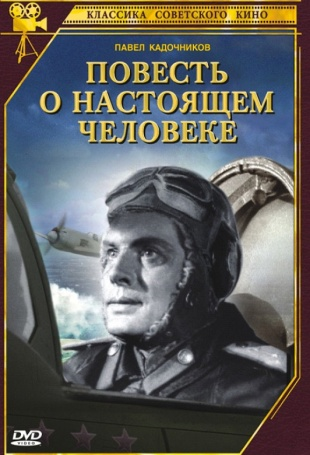 КЛАССИКА СОВЕТСКОГО КИНО
ПАВЕЛ КАДОЧНИКОВ
ПОВЕСТЬ
О НАСТОЯЩЕМ
ЧЕЛОВЕКЕ
DVD
VIDEO